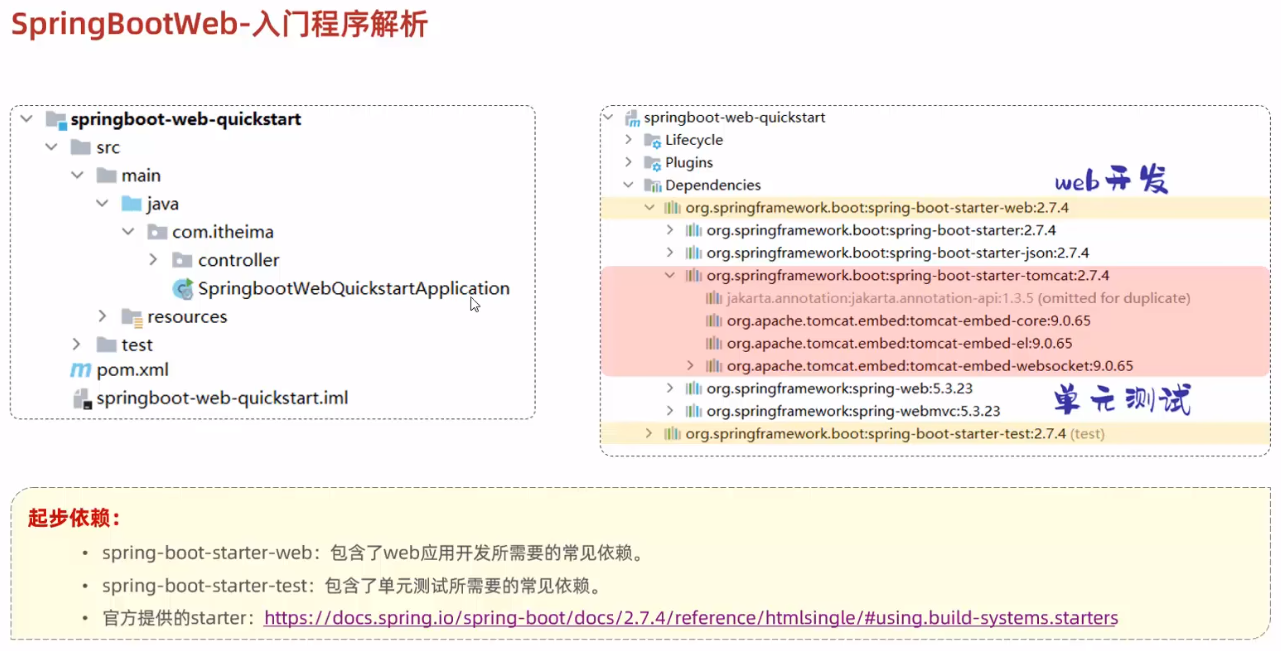 SpringBootWeb-入门程序解析
springboot-web-quickstart
src
main
java
com.itheima
controller
SpringbootWebQuickstartApplication
resources
test
pom.xml
springboot-web-quickstart.iml
springboot-web-quickstart
Lifecycle
Plugins
Dependencies
web开发
org.springframework.boot:spring-boot-starter-web:2.7.4
org.springframework.boot:spring-boot-starter:2.7.4
org.springframework.boot:spring-boot-starter-json:2.7.4
org.springframework.boot:spring-boot-starter-tomcat:2.7.4
jakarta.annotation:jakarta.annotation-api:1.3.5 (omitted for duplicate)
org.apache.tomcat.embed:tomcat-embed-core:9.0.65
org.apache.tomcat.embed:tomcat-embed-el:9.0.65
org.apache.tomcat.embed:tomcat-embed-websocket:9.0.65
org.springframework:spring-web:5.3.23
单元测试
org.springframework:spring-webmvc:5.3.23
org.springframework.boot:spring-boot-starter-test:2.7.4 (test)
起步依赖：
• spring-boot-starter-web：包含了web应用开发所需要的常见依赖。
• spring-boot-starter-test：包含了单元测试所需要的常见依赖。
• 官方提供的starter：https://docs.spring.io/spring-boot/docs/2.7.4/reference/htmlsingle/#using.build-systems.starters